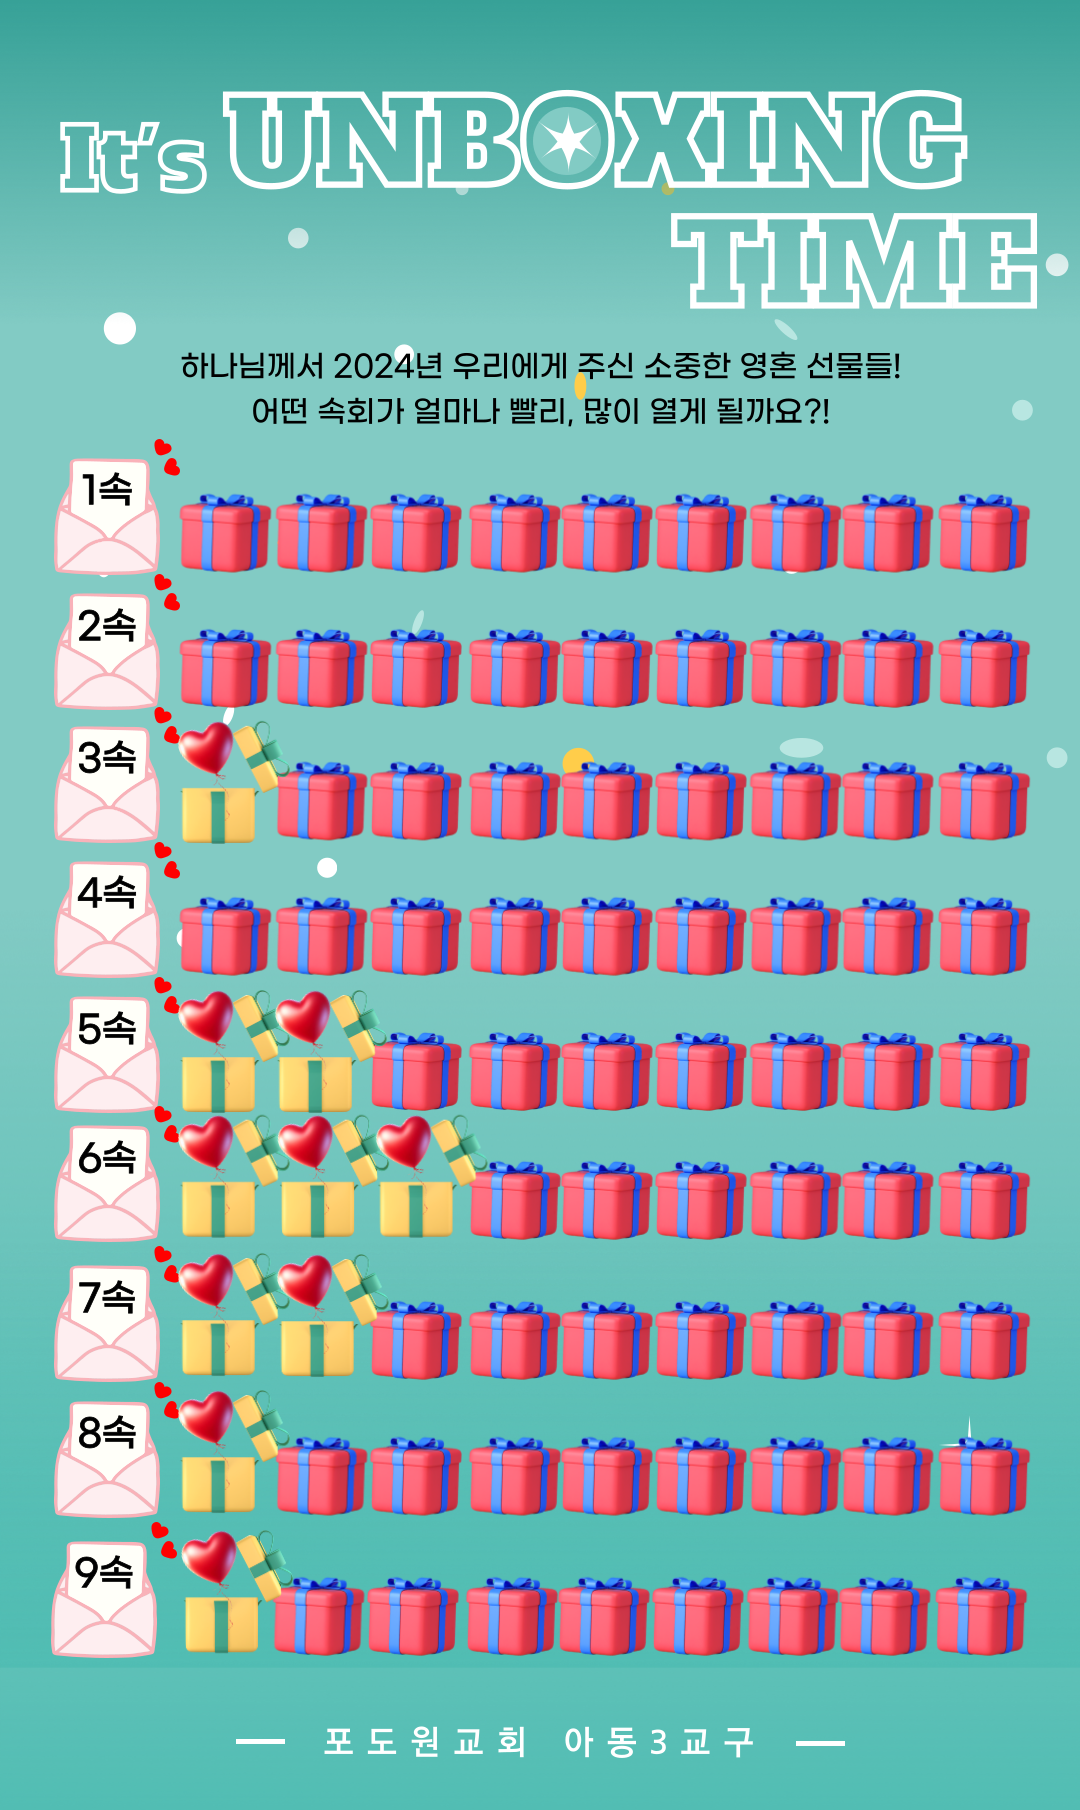 It's UNBOXING
TIME
하나님께서 2024년 우리에게 주신 소중한 영혼 선물들!
어떤 속회가 얼마나 빨리, 많이 열게 될까요?!
1속
2속
3속
4속
5속
6속
7속
8속
9속
포도원교회 아동3교구